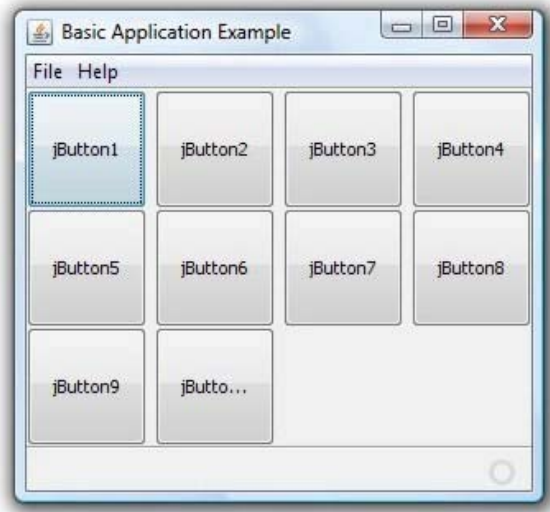 Basic Application Example
File Help
jButton1 jButton2 jButton3 jButton4
jButton5 jButton6 jButton7 jButton8
jButton9 jButto...